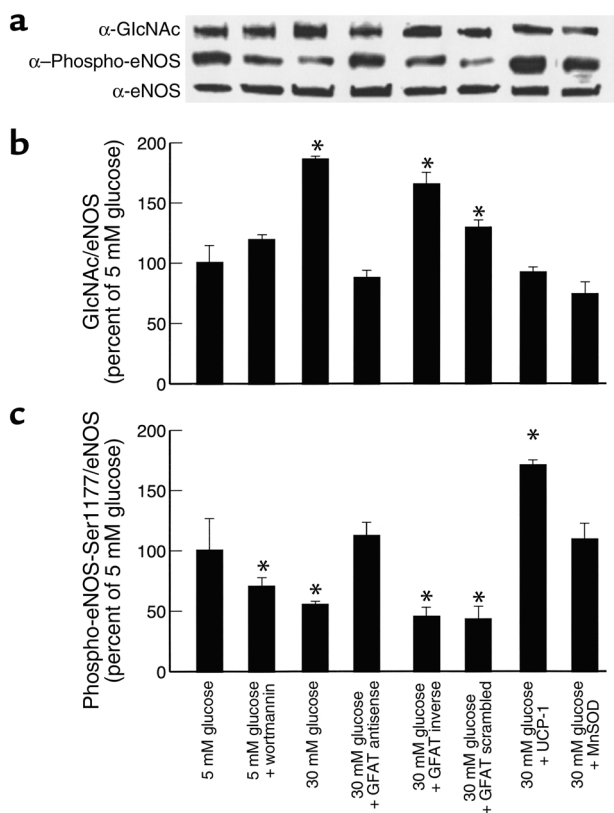 a
α-GlcNAc
α–Phospho-eNOS
α-eNOS
b
GlcNAc/eNOS
(percent of 5 mM glucose)
200
150
100
50
0
*
*
*
c
Phospho-eNOS-Ser1177/eNOS
(percent of 5 mM glucose)
200
150
100
50
0
*
*
*
*
*
5 mM glucose
5 mM glucose
+ wortmannin
30 mM glucose
30 mM glucose
+ GFAT antisense
30 mM glucose
+ GFAT inverse
30 mM glucose
+ GFAT scrambled
30 mM glucose
+ UCP-1
30 mM glucose
+ MnSOD